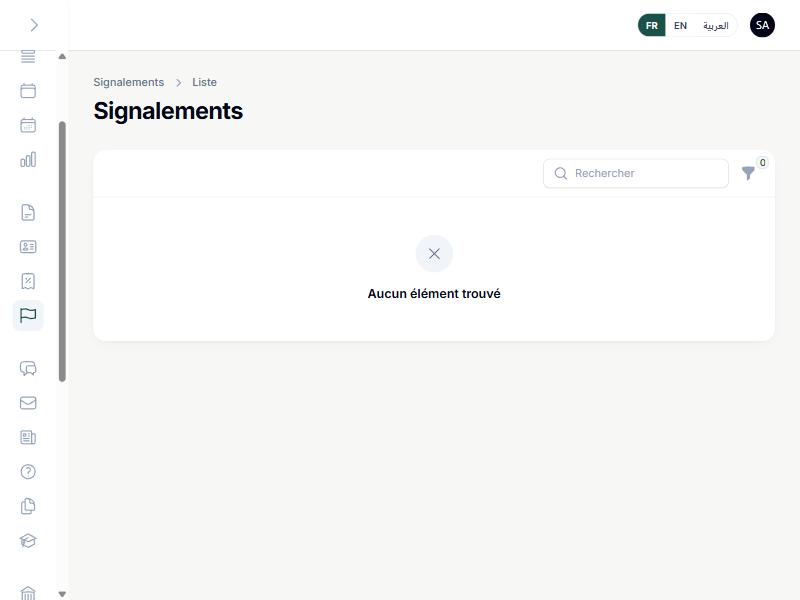 FR EN العربية SA
Signalements Liste
Signalements
Rechercher 0
Aucun élément trouvé